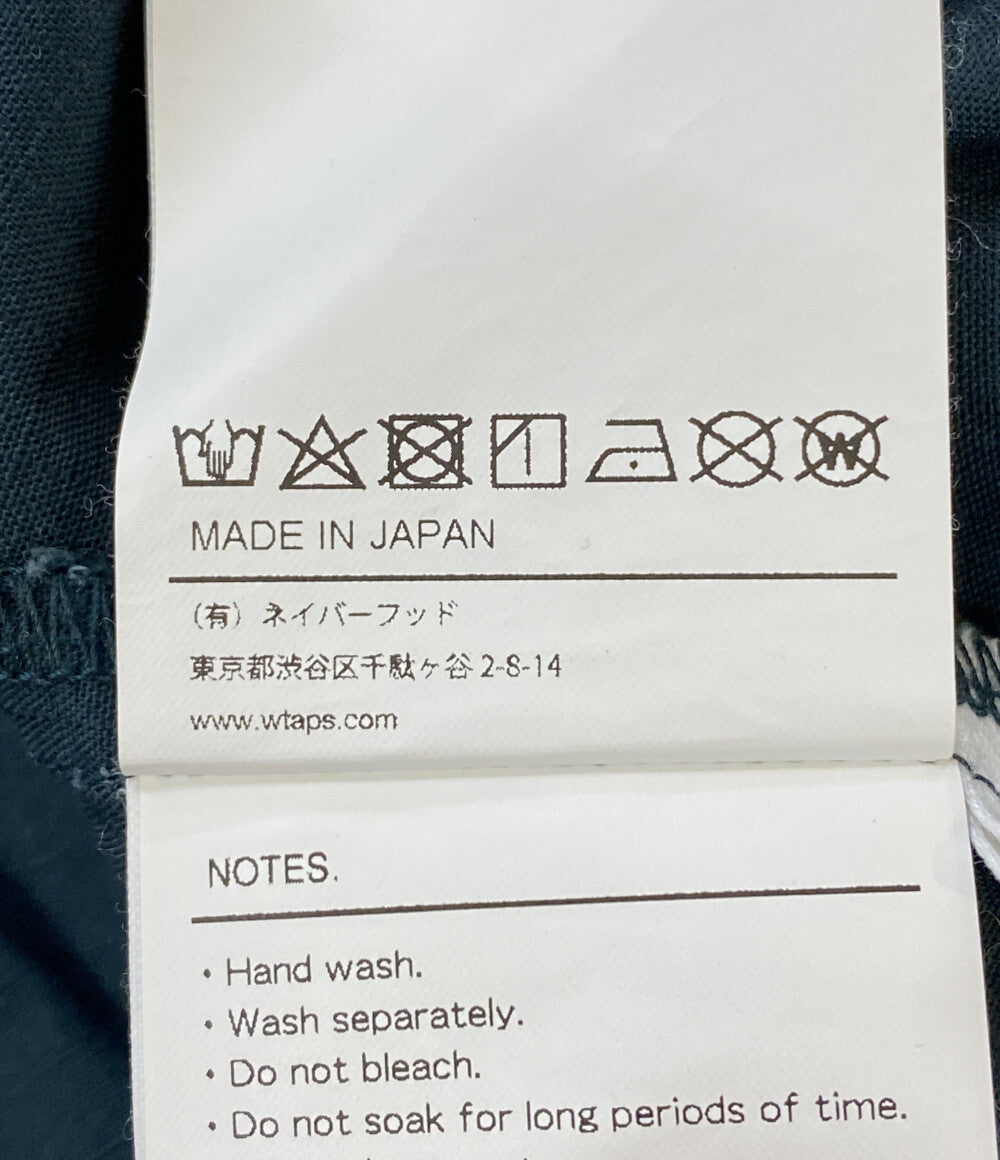 W
MADE IN JAPAN
(有) ネイバーフッド
東京都渋谷区千駄ヶ谷 2-8-14
www.wtaps.com
NOTES.
・Hand wash.
・Wash separately.
・Do not bleach.
・Do not soak for long periods of time.